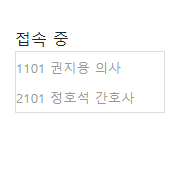 접속 중
1101 권지용 의사
2101 정호석 간호사